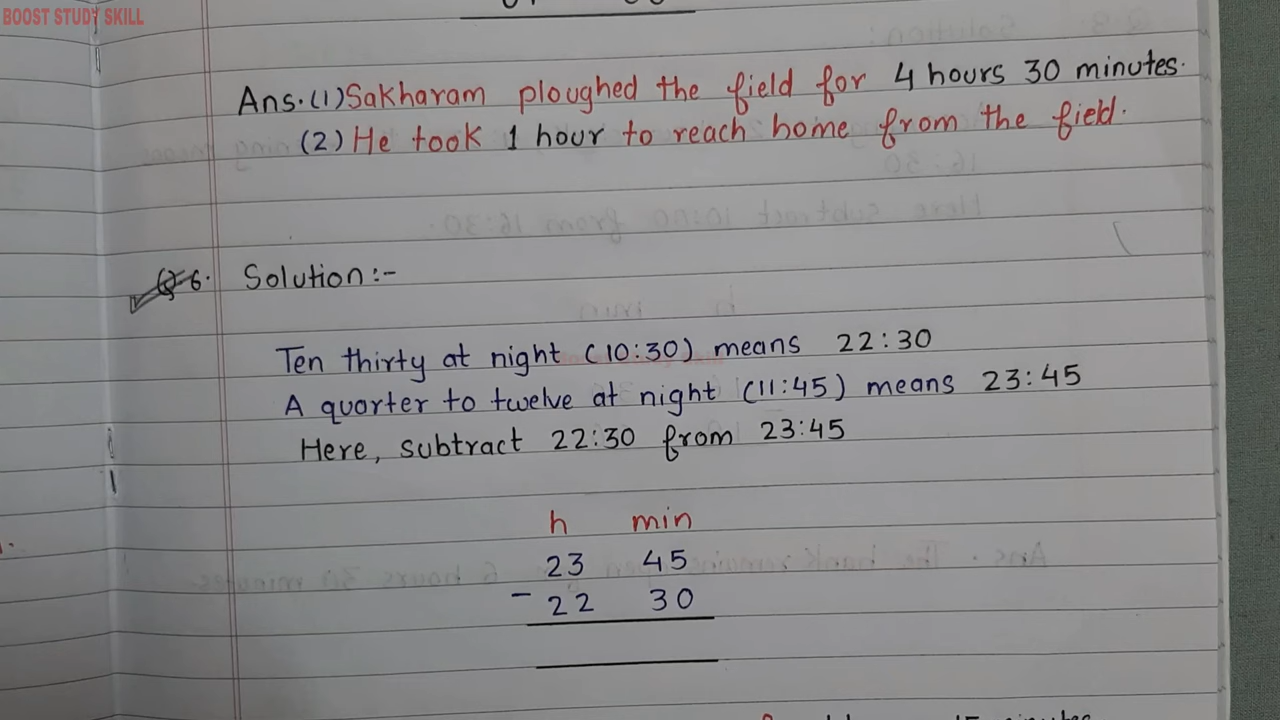 BOOST STUDY SKILL
Ans. (1) Sakharam ploughed the field for 4 hours 30 minutes.
(2) He took 1 hour to reach home from the field.
Q6. Solution :-
Ten thirty at night (10:30) means 22:30
A quorter to twelve at night (11:45) means 23:45
Here, subtract 22:30 from 23:45
h min
23 45
- 22 30